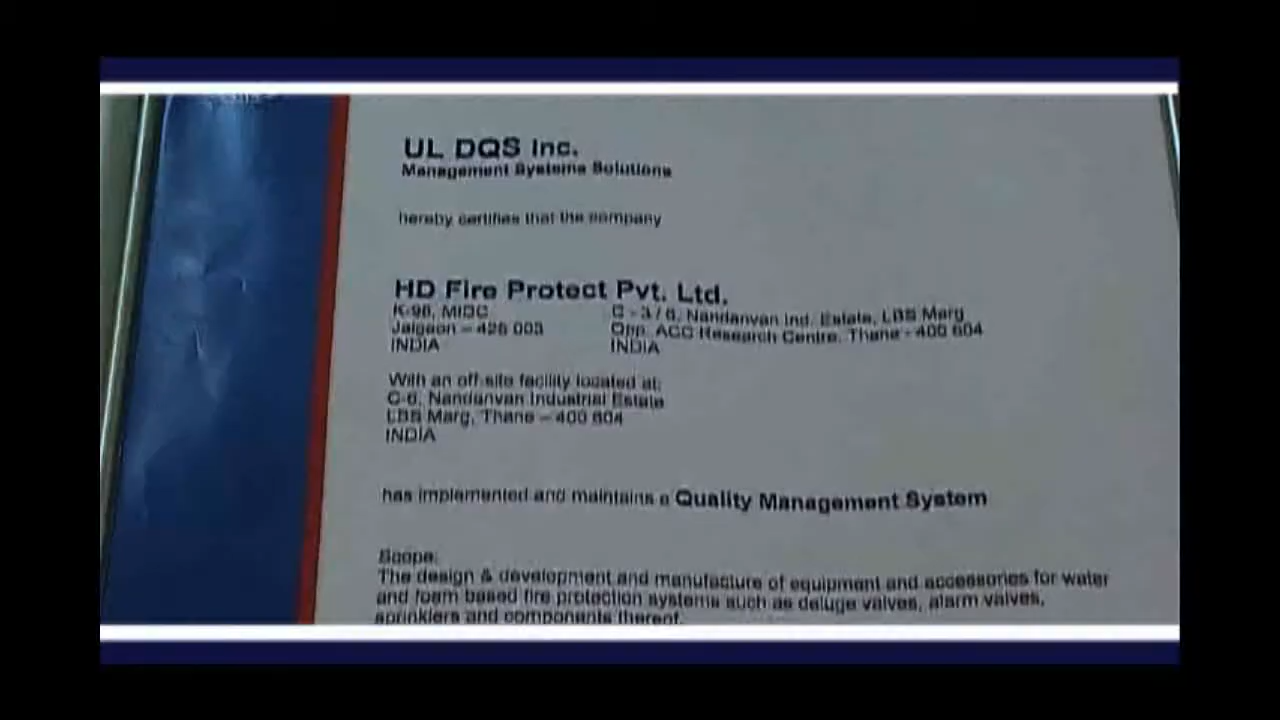 UL DQS Inc.
Management Systems Solutions
hereby certifies that the company
HD Fire Protect Pvt. Ltd.
K-98, MIDC
Jalgaon – 425 003
INDIA
C - 3 / 6, Nandanvan Ind. Estate, LBS Marg
Opp. ACC Research Centre, Thane - 400 604
INDIA
With an off-site facility located at:
C-6, Nandanvan Industrial Estate
LBS Marg, Thane – 400 604
INDIA
has implemented and maintains a Quality Management System
Scope:
The design & development and manufacture of equipment and accessories for water
and foam based fire protection systems such as deluge valves, alarm valves,
sprinklers and components thereof.